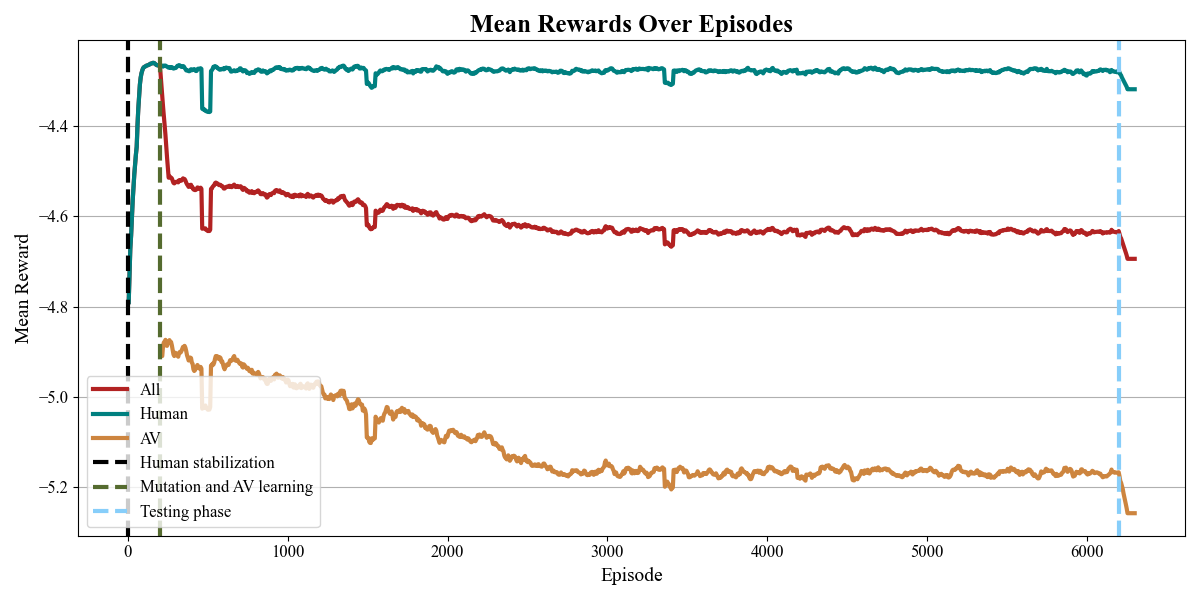 Mean Rewards Over Episodes
Mean Reward
−4.4
−4.6
−4.8
−5.0
−5.2
All
Human
AV
Human stabilization
Mutation and AV learning
Testing phase
0 1000 2000 3000 4000 5000 6000
Episode